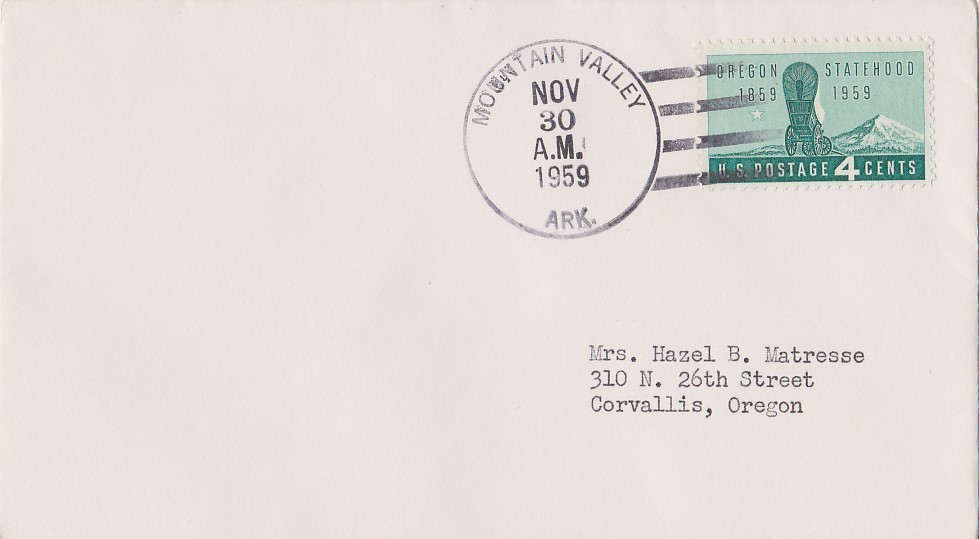 MOUNTAIN VALLEY
NOV
30
A.M.
1959
ARK.
OREGON STATEHOOD
1859 1959
U.S. POSTAGE 4 CENTS
Mrs. Hazel B. Matresse
310 N. 26th Street
Corvallis, Oregon